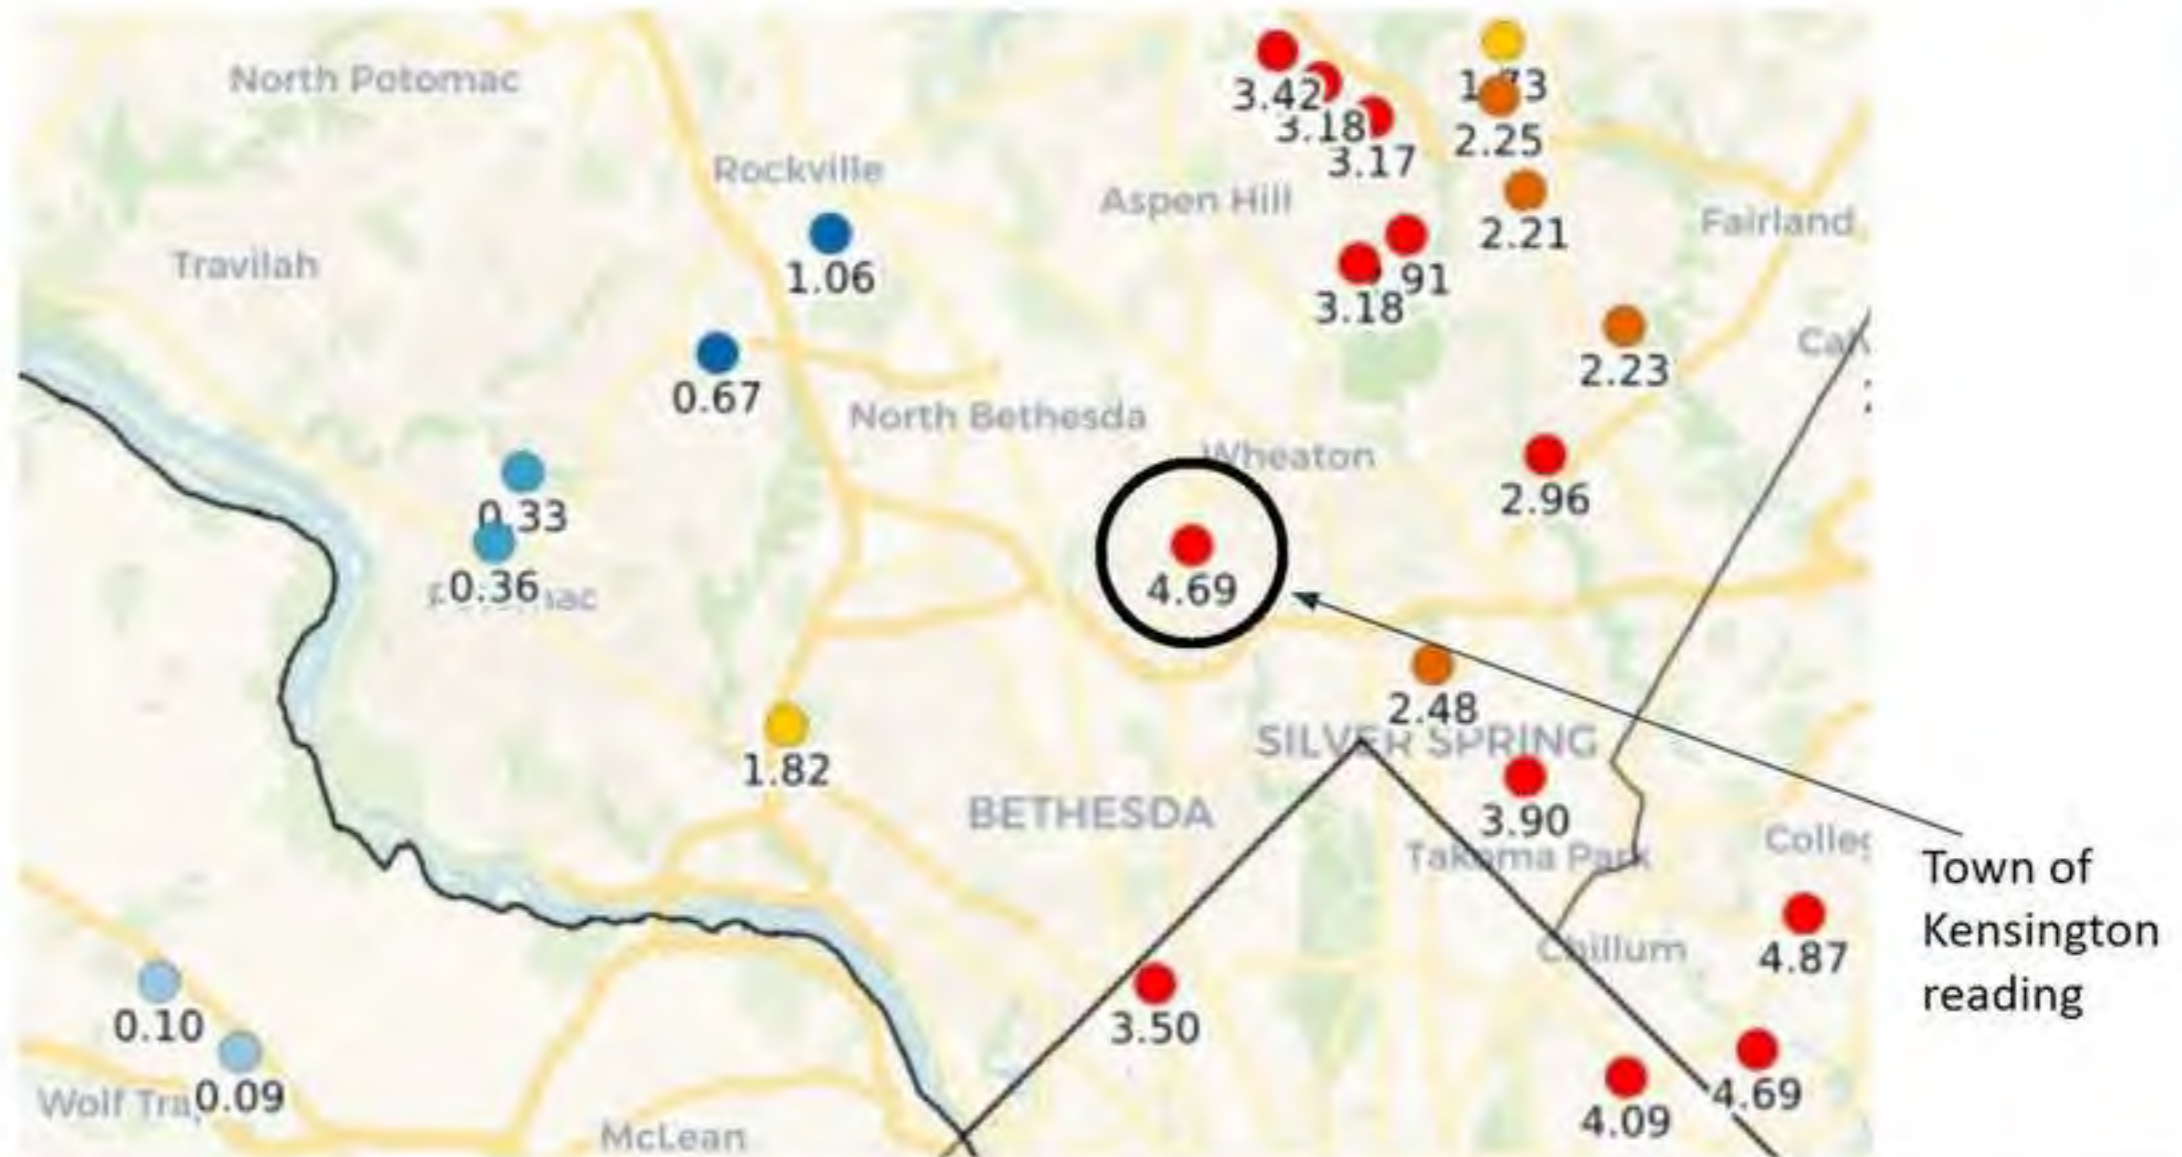 North Potomac
3.42
3.18
3.17
2.25
Rockville
Aspen Hill
2.21
Fairland
Travilah
1.06
91
3.18
2.23
0.67
North Bethesda
Wheaton
2.96
0.33
0.36
4.69
2.48
SILVER SPRING
1.82
BETHESDA
3.90
Takoma Park
Town of
Kensington
reading
Chillum
4.87
0.10
3.50
0.09
4.69
4.09
McLean